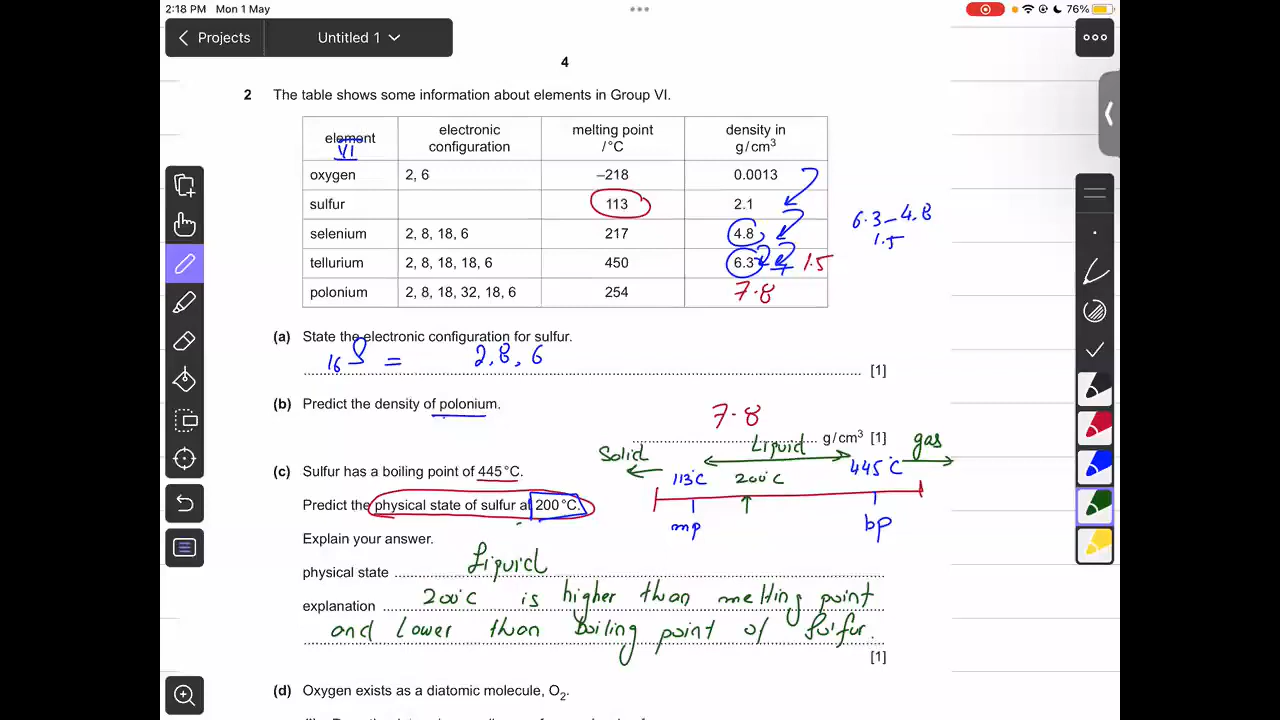 2:18 PM Mon 1 May
76%
Projects
Untitled 1
4
2 The table shows some information about elements in Group VI.
element electronic configuration melting point /°C density in g/cm³
VI
oxygen 2, 6 –218 0.0013
sulfur 113 2.1
selenium 2, 8, 18, 6 217 4.8
6.3-4.8
1.5
tellurium 2, 8, 18, 18, 6 450 6.3 1.5
polonium 2, 8, 18, 32, 18, 6 254 7.8
(a) State the electronic configuration for sulfur.
16 S = 2, 8, 6
[1]
(b) Predict the density of polonium.
7.8
g/cm³ [1]
Solid Liquid gas
113°C 200°C 445°C
mp bp
(c) Sulfur has a boiling point of 445 °C.
Predict the physical state of sulfur at 200 °C.
Explain your answer.
physical state Liquid
explanation 200°C is higher than melting point
and lower than boiling point of sulfur.
[1]
(d) Oxygen exists as a diatomic molecule, O₂.